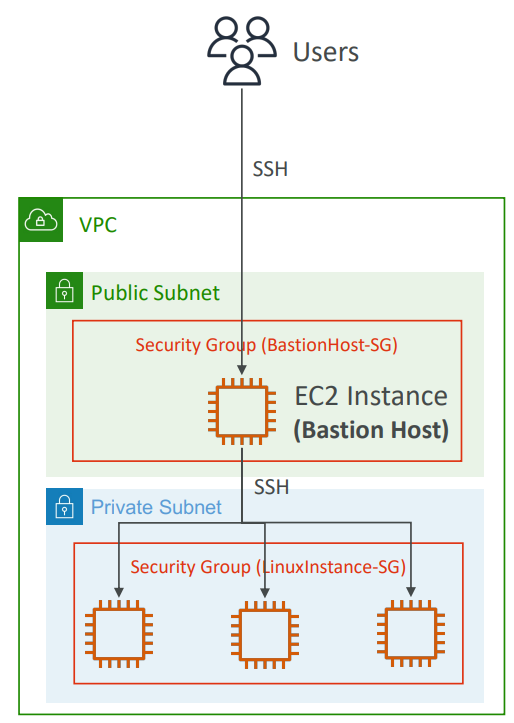 Users
SSH
VPC
Public Subnet
Security Group (BastionHost-SG)
EC2 Instance
(Bastion Host)
SSH
Private Subnet
Security Group (LinuxInstance-SG)